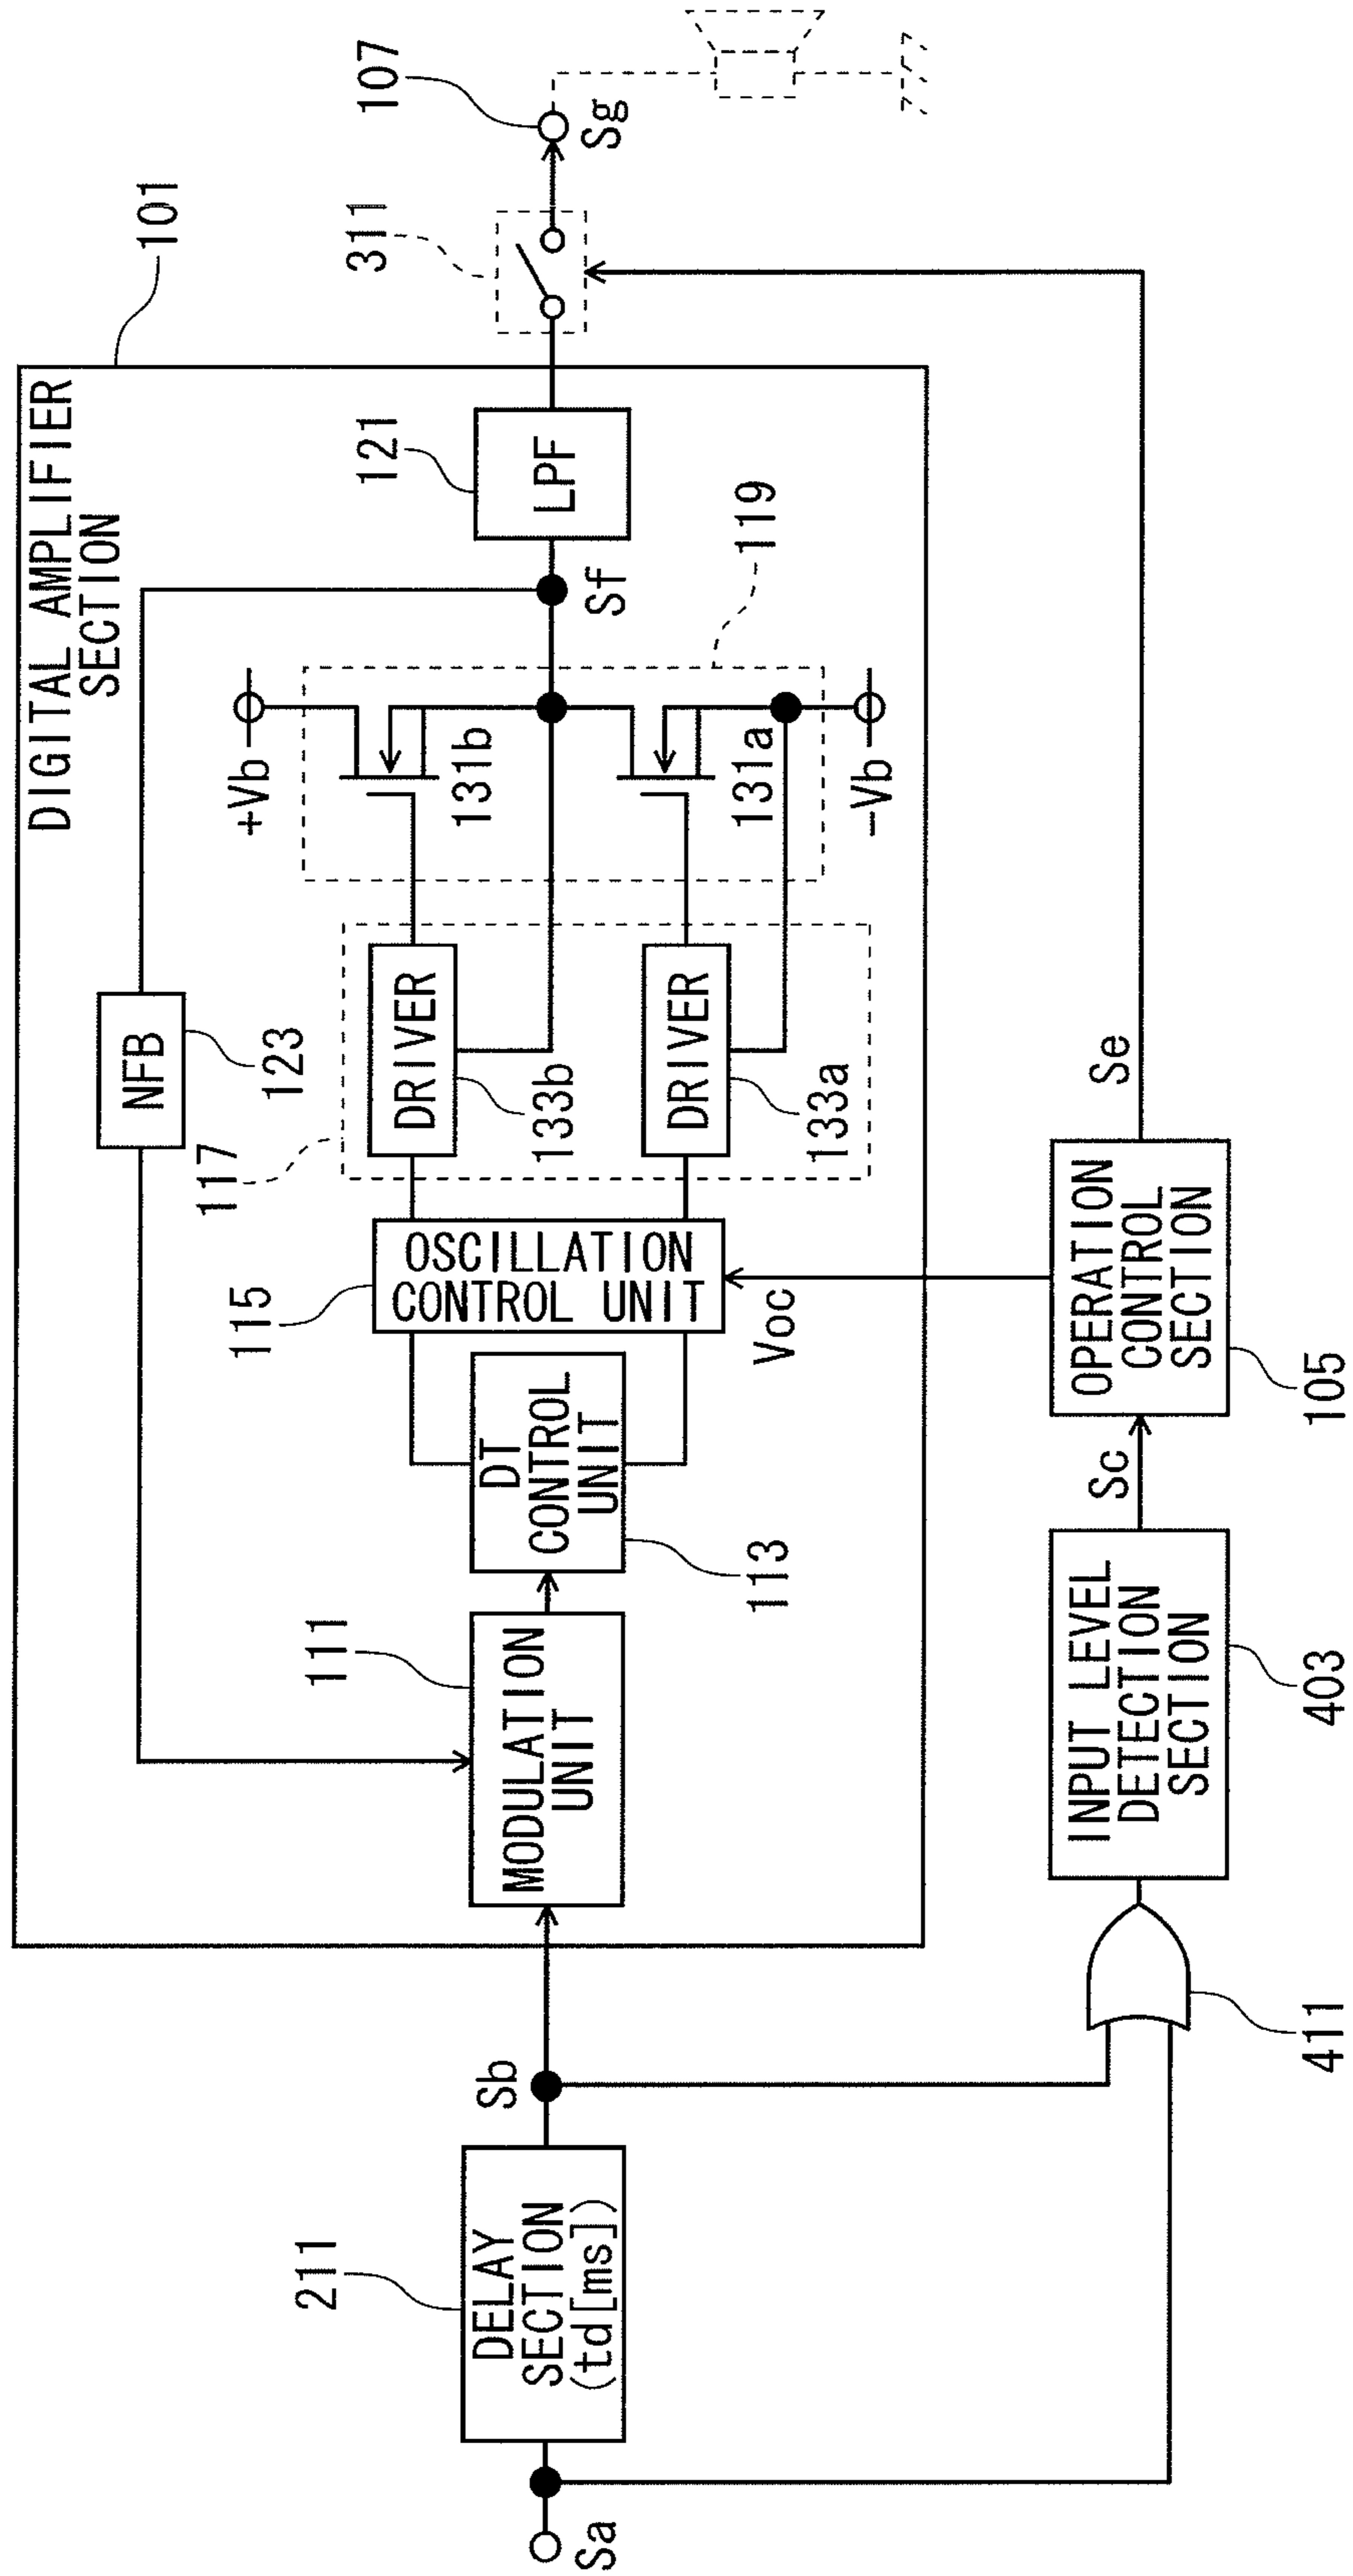 DIGITAL AMPLIFIER
SECTION
101
107
311
Sg
121
LPF
119
Sf
+Vb
131b
131a
-Vb
NFB
123
117
DRIVER
133b
DRIVER
133a
OSCILLATION
CONTROL UNIT
115
Voc
DT
CONTROL
UNIT
113
111
MODULATION
UNIT
Sb
211
DELAY
SECTION
(td[ms])
Sa
411
INPUT LEVEL
DETECTION
SECTION
403
Sc
OPERATION
CONTROL
SECTION
105
Se